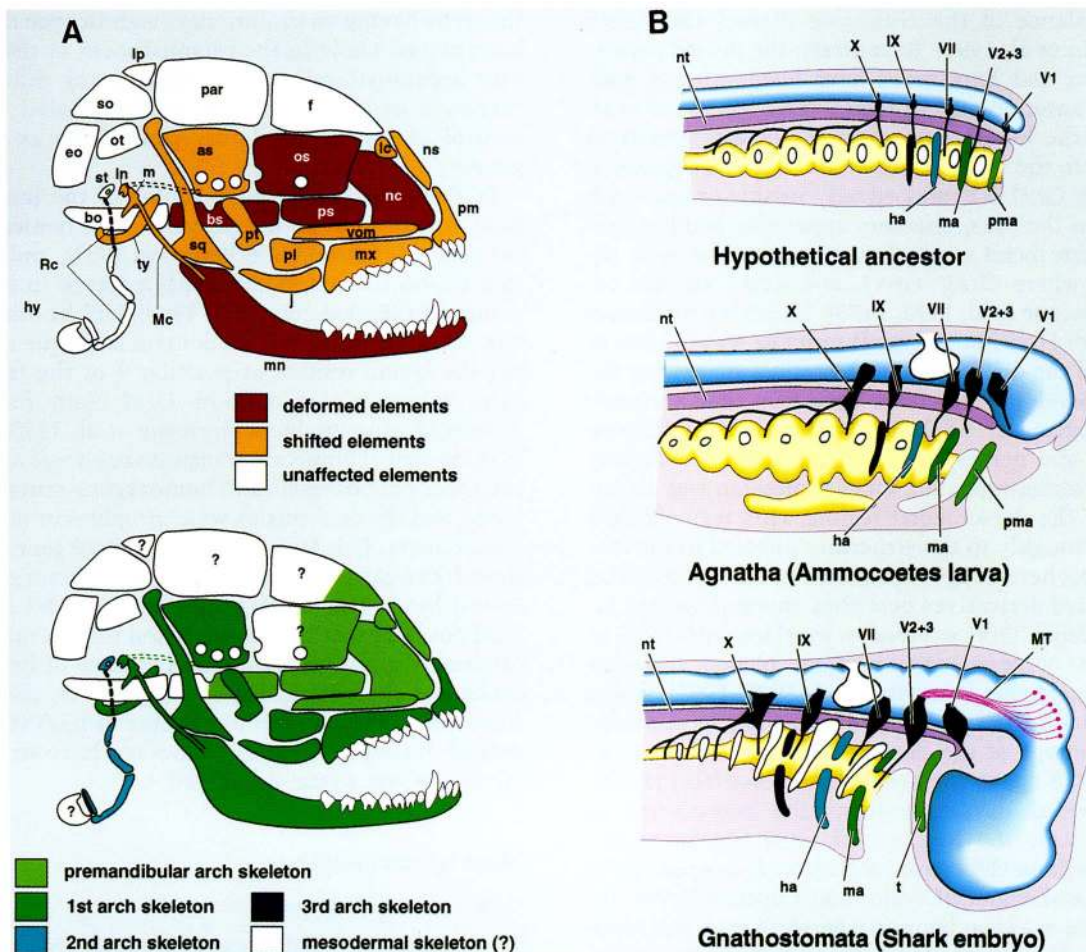 A
lp
par
f
so
ot
eo
as
os
lc
ns
st
in
m
nc
pm
bo
bs
ps
pt
vom
sq
pl
mx
Rc
ty
j
hy
Mc
mn
deformed elements
shifted elements
unaffected elements
?
?
?
?
?
premandibular arch skeleton
1st arch skeleton
3rd arch skeleton
2nd arch skeleton
mesodermal skeleton (?)
B
nt
X
IX
VII
V2+3
V1
ha
ma
pma
Hypothetical ancestor
nt
X
IX
VII
V2+3
V1
ha
ma
pma
Agnatha (Ammocoetes larva)
nt
X
IX
VII
V2+3
V1
MT
ha
ma
t
Gnathostomata (Shark embryo)